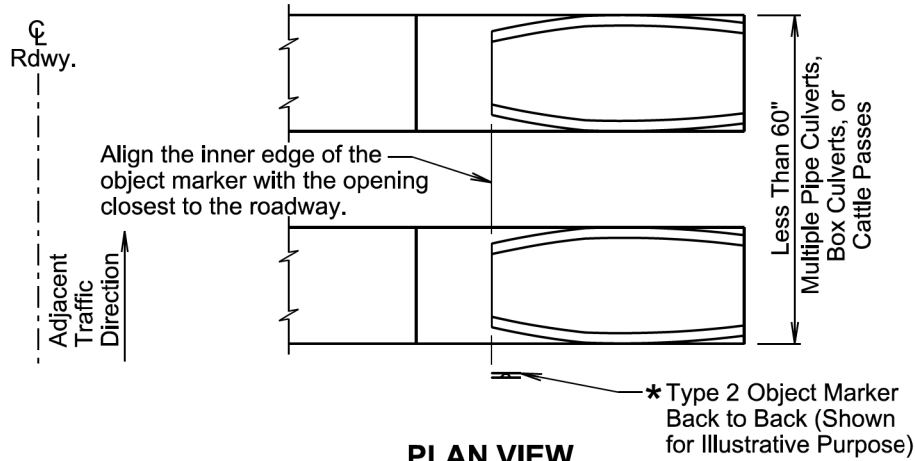 ℄
Rdwy.
Align the inner edge of the
object marker with the opening
closest to the roadway.
Adjacent
Traffic
Direction
Less Than 60"
Multiple Pipe Culverts,
Box Culverts, or
Cattle Passes
* Type 2 Object Marker
Back to Back (Shown
for Illustrative Purpose)
PLAN VIEW